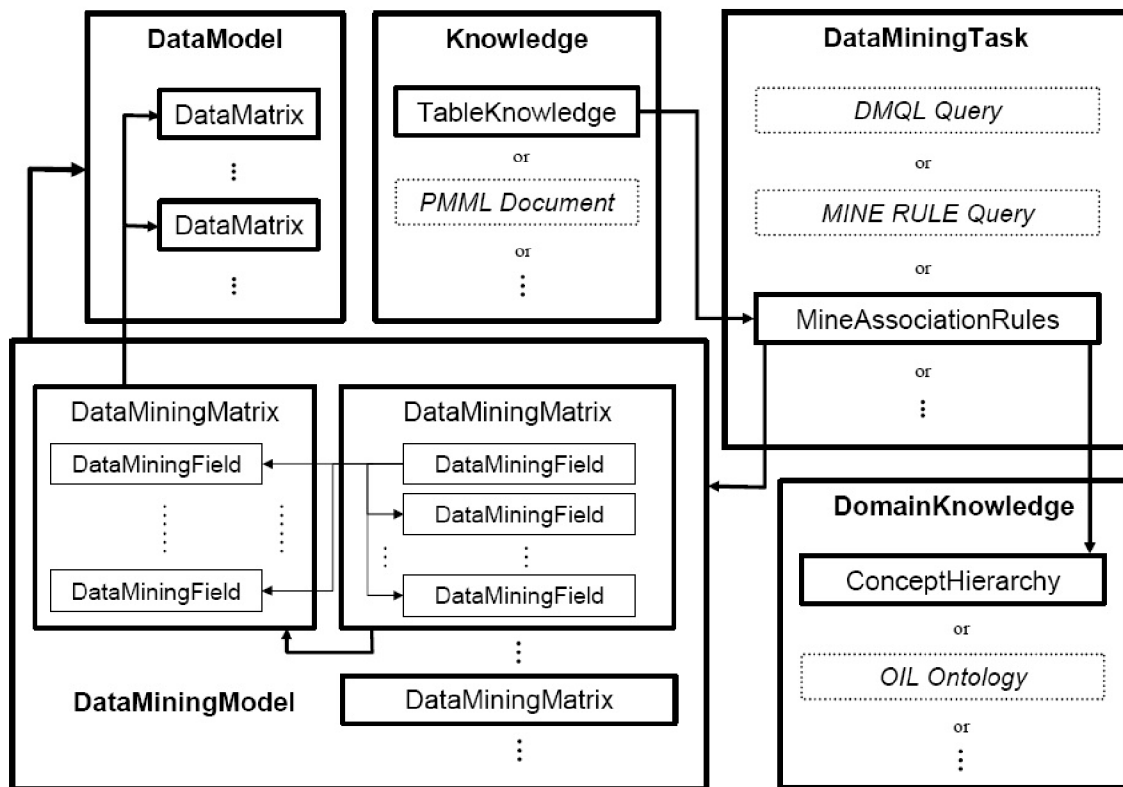 DataModel
DataMatrix
DataMatrix
Knowledge
TableKnowledge
or
PMML Document
or
DataMiningTask
DMQL Query
or
MINE RULE Query
or
MineAssociationRules
or
DataMiningMatrix
DataMiningField
DataMiningField
DataMiningMatrix
DataMiningField
DataMiningField
DataMiningField
DataMiningModel
DataMiningMatrix
DomainKnowledge
ConceptHierarchy
or
OIL Ontology
or